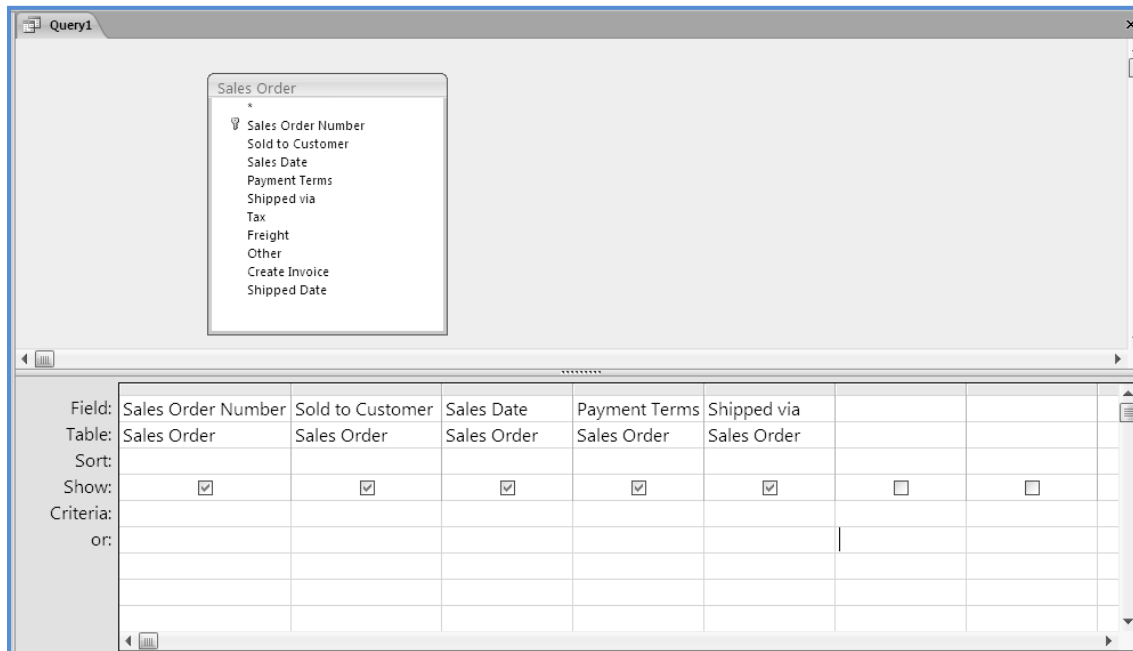 Query1
Sales Order
*
Sales Order Number
Sold to Customer
Sales Date
Payment Terms
Shipped via
Tax
Freight
Other
Create Invoice
Shipped Date
Field: Sales Order Number Sold to Customer Sales Date Payment Terms Shipped via
Table: Sales Order Sales Order Sales Order Sales Order Sales Order
Sort:
Show:
Criteria:
or: